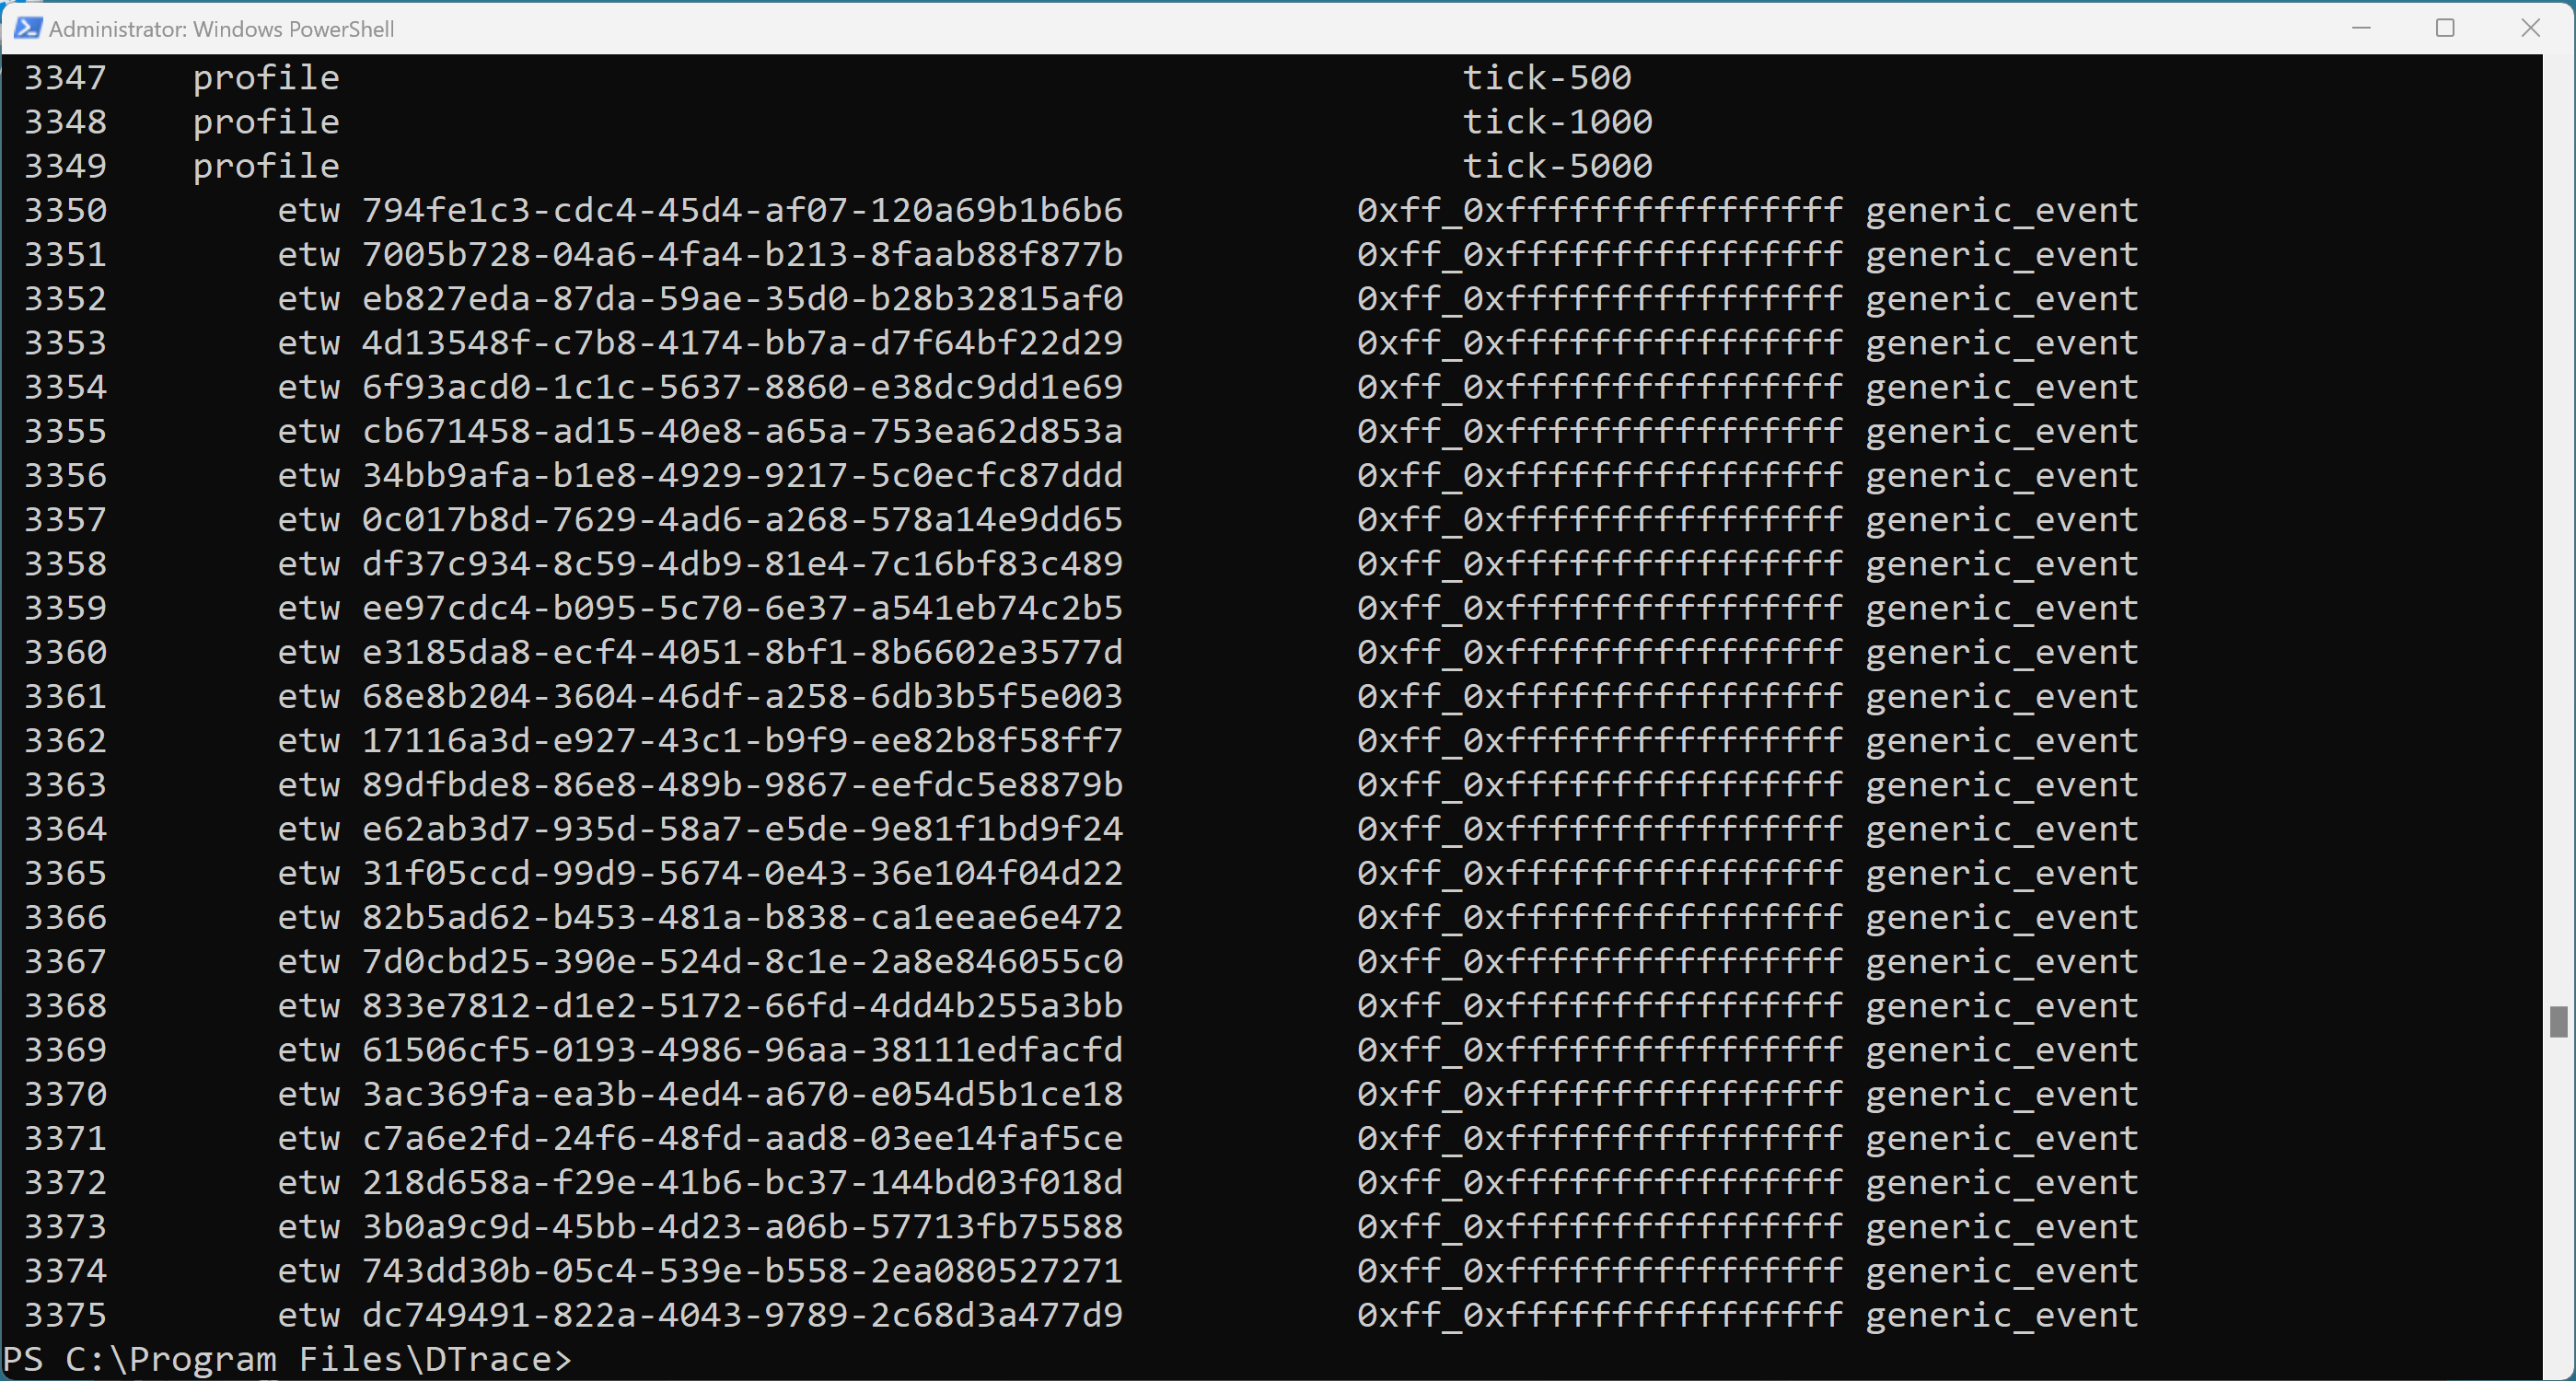 Administrator: Windows PowerShell
3347 profile tick-500
3348 profile tick-1000
3349 profile tick-5000
3350 etw 794fe1c3-cdc4-45d4-af07-120a69b1b6b6 0xff_0xffffffffffffffff generic_event
3351 etw 7005b728-04a6-4fa4-b213-8faab88f877b 0xff_0xffffffffffffffff generic_event
3352 etw eb827eda-87da-59ae-35d0-b28b32815af0 0xff_0xffffffffffffffff generic_event
3353 etw 4d13548f-c7b8-4174-bb7a-d7f64bf22d29 0xff_0xffffffffffffffff generic_event
3354 etw 6f93acd0-1c1c-5637-8860-e38dc9dd1e69 0xff_0xffffffffffffffff generic_event
3355 etw cb671458-ad15-40e8-a65a-753ea62d853a 0xff_0xffffffffffffffff generic_event
3356 etw 34bb9afa-b1e8-4929-9217-5c0ecfc87ddd 0xff_0xffffffffffffffff generic_event
3357 etw 0c017b8d-7629-4ad6-a268-578a14e9dd65 0xff_0xffffffffffffffff generic_event
3358 etw df37c934-8c59-4db9-81e4-7c16bf83c489 0xff_0xffffffffffffffff generic_event
3359 etw ee97cdc4-b095-5c70-6e37-a541eb74c2b5 0xff_0xffffffffffffffff generic_event
3360 etw e3185da8-ecf4-4051-8bf1-8b6602e3577d 0xff_0xffffffffffffffff generic_event
3361 etw 68e8b204-3604-46df-a258-6db3b5f5e003 0xff_0xffffffffffffffff generic_event
3362 etw 17116a3d-e927-43c1-b9f9-ee82b8f58ff7 0xff_0xffffffffffffffff generic_event
3363 etw 89dfbde8-86e8-489b-9867-eefdc5e8879b 0xff_0xffffffffffffffff generic_event
3364 etw e62ab3d7-935d-58a7-e5de-9e81f1bd9f24 0xff_0xffffffffffffffff generic_event
3365 etw 31f05ccd-99d9-5674-0e43-36e104f04d22 0xff_0xffffffffffffffff generic_event
3366 etw 82b5ad62-b453-481a-b838-ca1eeae6e472 0xff_0xffffffffffffffff generic_event
3367 etw 7d0cbd25-390e-524d-8c1e-2a8e846055c0 0xff_0xffffffffffffffff generic_event
3368 etw 833e7812-d1e2-5172-66fd-4dd4b255a3bb 0xff_0xffffffffffffffff generic_event
3369 etw 61506cf5-0193-4986-96aa-38111edfacfd 0xff_0xffffffffffffffff generic_event
3370 etw 3ac369fa-ea3b-4ed4-a670-e054d5b1ce18 0xff_0xffffffffffffffff generic_event
3371 etw c7a6e2fd-24f6-48fd-aad8-03ee14faf5ce 0xff_0xffffffffffffffff generic_event
3372 etw 218d658a-f29e-41b6-bc37-144bd03f018d 0xff_0xffffffffffffffff generic_event
3373 etw 3b0a9c9d-45bb-4d23-a06b-57713fb75588 0xff_0xffffffffffffffff generic_event
3374 etw 743dd30b-05c4-539e-b558-2ea080527271 0xff_0xffffffffffffffff generic_event
3375 etw dc749491-822a-4043-9789-2c68d3a477d9 0xff_0xffffffffffffffff generic_event
PS C:\Program Files\DTrace>